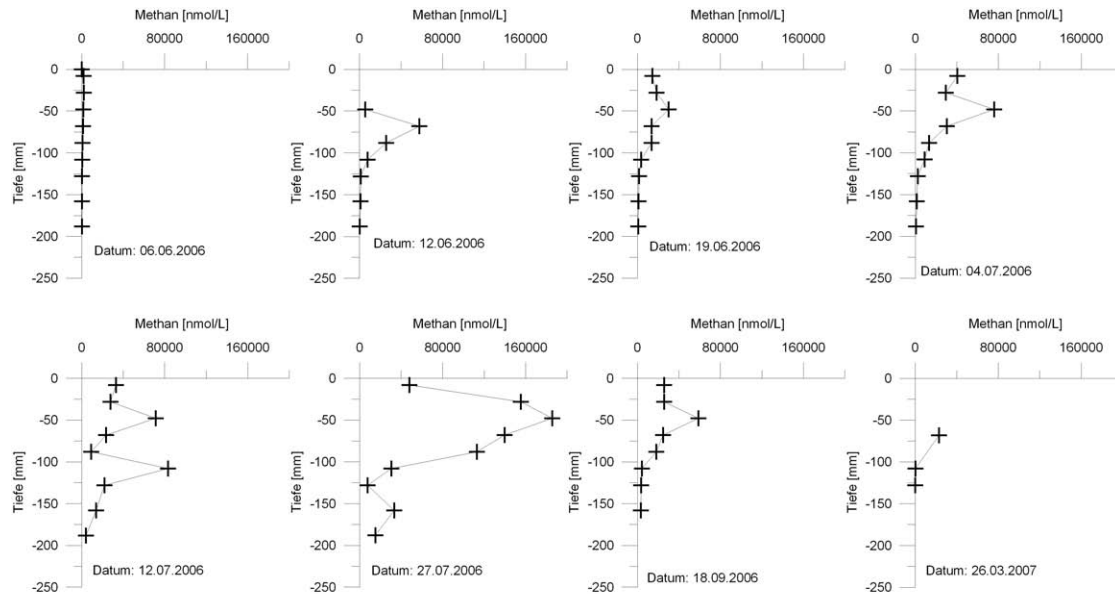 Methan [nmol/L] Methan [nmol/L] Methan [nmol/L] Methan [nmol/L]
0 80000 160000 0 80000 160000 0 80000 160000 0 80000 160000
0 0 0 0
-50 -50 -50 -50
Tiefe [mm] Tiefe [mm] Tiefe [mm] Tiefe [mm]
-100 -100 -100 -100
-150 -150 -150 -150
-200 -200 -200 -200
Datum: 06.06.2006 Datum: 12.06.2006 Datum: 19.06.2006 Datum: 04.07.2006
-250 -250 -250 -250
Methan [nmol/L] Methan [nmol/L] Methan [nmol/L] Methan [nmol/L]
0 80000 160000 0 80000 160000 0 80000 160000 0 80000 160000
0 0 0 0
-50 -50 -50 -50
Tiefe [mm] Tiefe [mm] Tiefe [mm] Tiefe [mm]
-100 -100 -100 -100
-150 -150 -150 -150
-200 -200 -200 -200
Datum: 12.07.2006 Datum: 27.07.2006 Datum: 18.09.2006 Datum: 26.03.2007
-250 -250 -250 -250